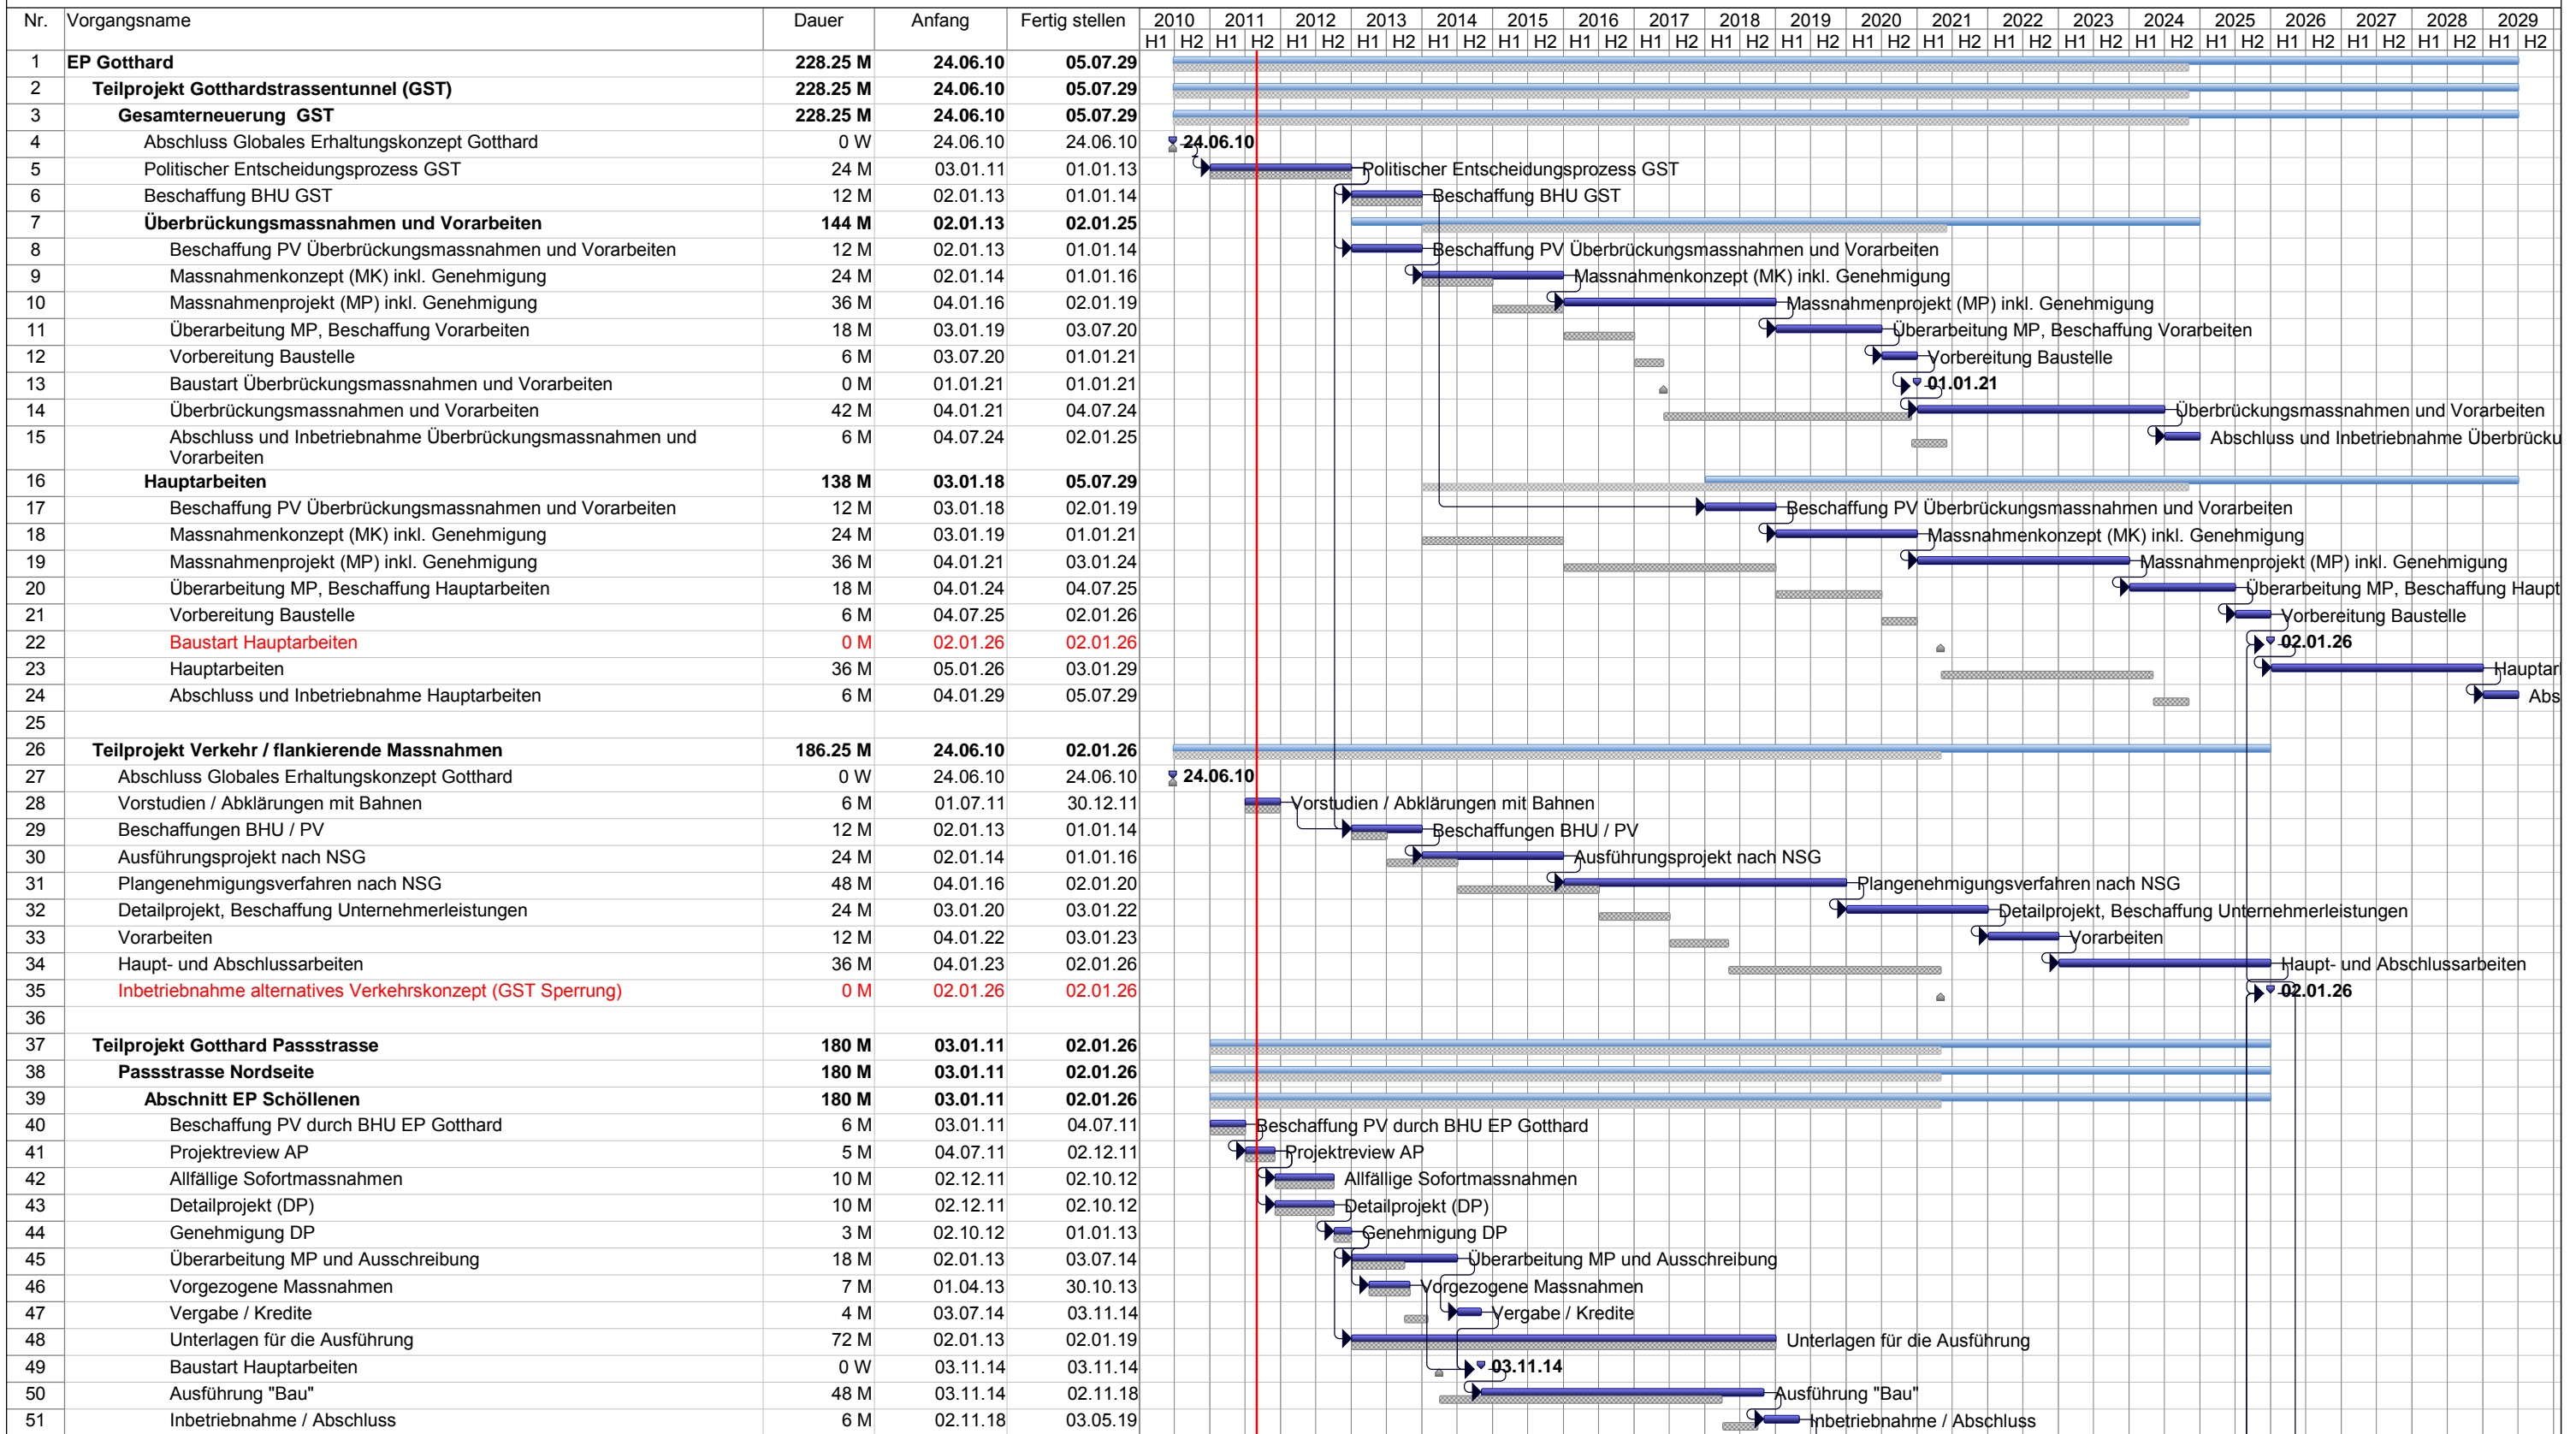 Nr. Vorgangsname Dauer Anfang Fertig stellen 2010 2011 2012 2013 2014 2015 2016 2017 2018 2019 2020 2021 2022 2023 2024 2025 2026 2027 2028 2029
H1 H2 H1 H2 H1 H2 H1 H2 H1 H2 H1 H2 H1 H2 H1 H2 H1 H2 H1 H2 H1 H2 H1 H2 H1 H2 H1 H2 H1 H2 H1 H2 H1 H2 H1 H2 H1 H2 H1 H2
1 EP Gotthard 228.25 M 24.06.10 05.07.29
2 Teilprojekt Gotthardstrassentunnel (GST) 228.25 M 24.06.10 05.07.29
3 Gesamterneuerung GST 228.25 M 24.06.10 05.07.29
4 Abschluss Globales Erhaltungskonzept Gotthard 0 W 24.06.10 24.06.10 24.06.10
5 Politischer Entscheidungsprozess GST 24 M 03.01.11 01.01.13 Politischer Entscheidungsprozess GST
6 Beschaffung BHU GST 12 M 02.01.13 01.01.14 Beschaffung BHU GST
7 Überbrückungsmassnahmen und Vorarbeiten 144 M 02.01.13 02.01.25
8 Beschaffung PV Überbrückungsmassnahmen und Vorarbeiten 12 M 02.01.13 01.01.14 Beschaffung PV Überbrückungsmassnahmen und Vorarbeiten
9 Massnahmenkonzept (MK) inkl. Genehmigung 24 M 02.01.14 01.01.16 Massnahmenkonzept (MK) inkl. Genehmigung
10 Massnahmenprojekt (MP) inkl. Genehmigung 36 M 04.01.16 02.01.19 Massnahmenprojekt (MP) inkl. Genehmigung
11 Überarbeitung MP, Beschaffung Vorarbeiten 18 M 03.01.19 03.07.20 Überarbeitung MP, Beschaffung Vorarbeiten
12 Vorbereitung Baustelle 6 M 03.07.20 01.01.21 Vorbereitung Baustelle
13 Baustart Überbrückungsmassnahmen und Vorarbeiten 0 M 01.01.21 01.01.21 01.01.21
14 Überbrückungsmassnahmen und Vorarbeiten 42 M 04.01.21 04.07.24 Überbrückungsmassnahmen und Vorarbeiten
15 Abschluss und Inbetriebnahme Überbrückungsmassnahmen und 6 M 04.07.24 02.01.25 Abschluss und Inbetriebnahme Überbrücku
Vorarbeiten
16 Hauptarbeiten 138 M 03.01.18 05.07.29
17 Beschaffung PV Überbrückungsmassnahmen und Vorarbeiten 12 M 03.01.18 02.01.19 Beschaffung PV Überbrückungsmassnahmen und Vorarbeiten
18 Massnahmenkonzept (MK) inkl. Genehmigung 24 M 03.01.19 01.01.21 Massnahmenkonzept (MK) inkl. Genehmigung
19 Massnahmenprojekt (MP) inkl. Genehmigung 36 M 04.01.21 03.01.24 Massnahmenprojekt (MP) inkl. Genehmigung
20 Überarbeitung MP, Beschaffung Hauptarbeiten 18 M 04.01.24 04.07.25 Überarbeitung MP, Beschaffung Haupt
21 Vorbereitung Baustelle 6 M 04.07.25 02.01.26 Vorbereitung Baustelle
22 Baustart Hauptarbeiten 0 M 02.01.26 02.01.26 02.01.26
23 Hauptarbeiten 36 M 05.01.26 03.01.29 Hauptar
24 Abschluss und Inbetriebnahme Hauptarbeiten 6 M 04.01.29 05.07.29 Abs
25
26 Teilprojekt Verkehr / flankierende Massnahmen 186.25 M 24.06.10 02.01.26
27 Abschluss Globales Erhaltungskonzept Gotthard 0 W 24.06.10 24.06.10 24.06.10
28 Vorstudien / Abklärungen mit Bahnen 6 M 01.07.11 30.12.11 Vorstudien / Abklärungen mit Bahnen
29 Beschaffungen BHU / PV 12 M 02.01.13 01.01.14 Beschaffungen BHU / PV
30 Ausführungsprojekt nach NSG 24 M 02.01.14 01.01.16 Ausführungsprojekt nach NSG
31 Plangenehmigungsverfahren nach NSG 48 M 04.01.16 02.01.20 Plangenehmigungsverfahren nach NSG
32 Detailprojekt, Beschaffung Unternehmerleistungen 24 M 03.01.20 03.01.22 Detailprojekt, Beschaffung Unternehmerleistungen
33 Vorarbeiten 12 M 04.01.22 03.01.23 Vorarbeiten
34 Haupt- und Abschlussarbeiten 36 M 04.01.23 02.01.26 Haupt- und Abschlussarbeiten
35 Inbetriebnahme alternatives Verkehrskonzept (GST Sperrung) 0 M 02.01.26 02.01.26 02.01.26
36
37 Teilprojekt Gotthard Passstrasse 180 M 03.01.11 02.01.26
38 Passstrasse Nordseite 180 M 03.01.11 02.01.26
39 Abschnitt EP Schöllenen 180 M 03.01.11 02.01.26
40 Beschaffung PV durch BHU EP Gotthard 6 M 03.01.11 04.07.11 Beschaffung PV durch BHU EP Gotthard
41 Projektreview AP 5 M 04.07.11 02.12.11 Projektreview AP
42 Allfällige Sofortmassnahmen 10 M 02.12.11 02.10.12 Allfällige Sofortmassnahmen
43 Detailprojekt (DP) 10 M 02.12.11 02.10.12 Detailprojekt (DP)
44 Genehmigung DP 3 M 02.10.12 01.01.13 Genehmigung DP
45 Überarbeitung MP und Ausschreibung 18 M 02.01.13 03.07.14 Überarbeitung MP und Ausschreibung
46 Vorgezogene Massnahmen 7 M 01.04.13 30.10.13 Vorgezogene Massnahmen
47 Vergabe / Kredite 4 M 03.07.14 03.11.14 Vergabe / Kredite
48 Unterlagen für die Ausführung 72 M 02.01.13 02.01.19 Unterlagen für die Ausführung
49 Baustart Hauptarbeiten 0 W 03.11.14 03.11.14 03.11.14
50 Ausführung "Bau" 48 M 03.11.14 02.11.18 Ausführung "Bau"
51 Inbetriebnahme / Abschluss 6 M 02.11.18 03.05.19 Inbetriebnahme / Abschluss